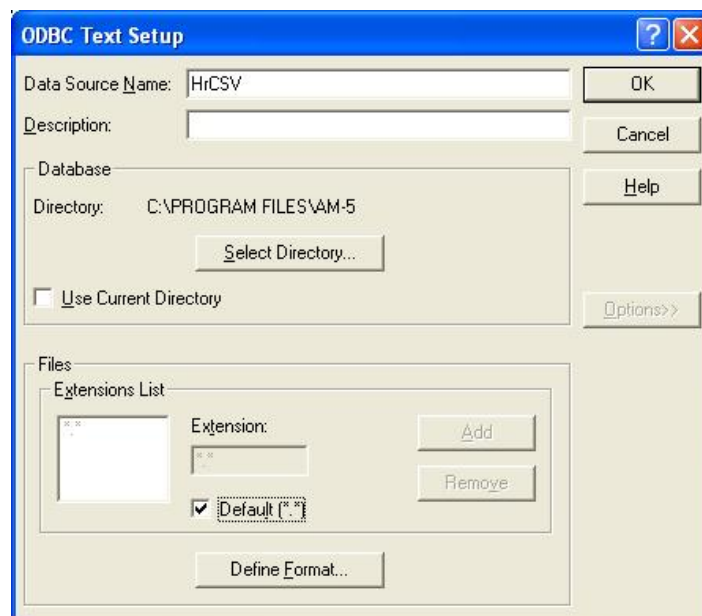 ODBC Text Setup
Data Source Name: HrCSV
OK
Description:
Cancel
Database
Help
Directory: C:\PROGRAM FILES\AM-5
Select Directory...
Use Current Directory
Options>>
Files
Extensions List
*.*
Extension:
*.*
Add
Remove
Default (*.*)
Define Format...